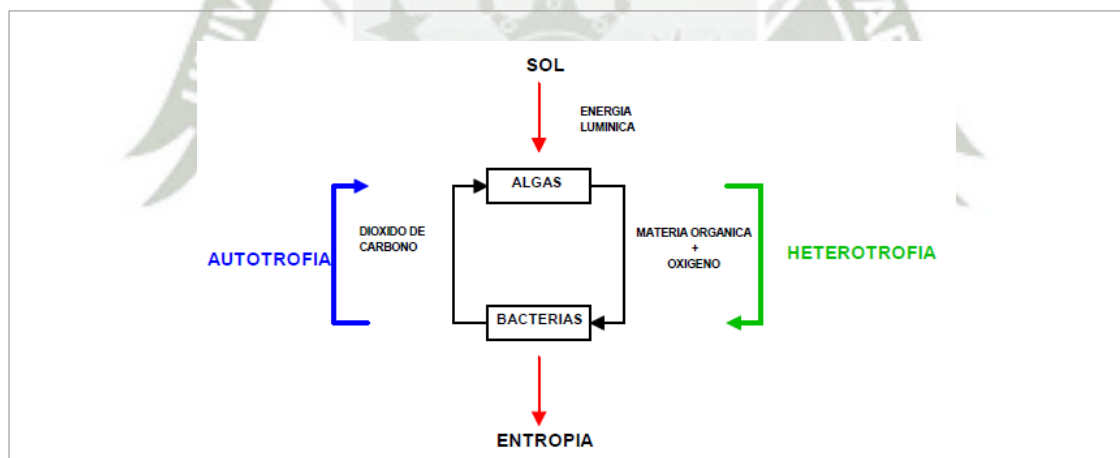 SOL
ENERGIA
LUMINICA
ALGAS
DIOXIDO DE
CARBONO
MATERIA ORGANICA
+
OXIGENO
AUTOTROFIA
HETEROTROFIA
BACTERIAS
ENTROPIA